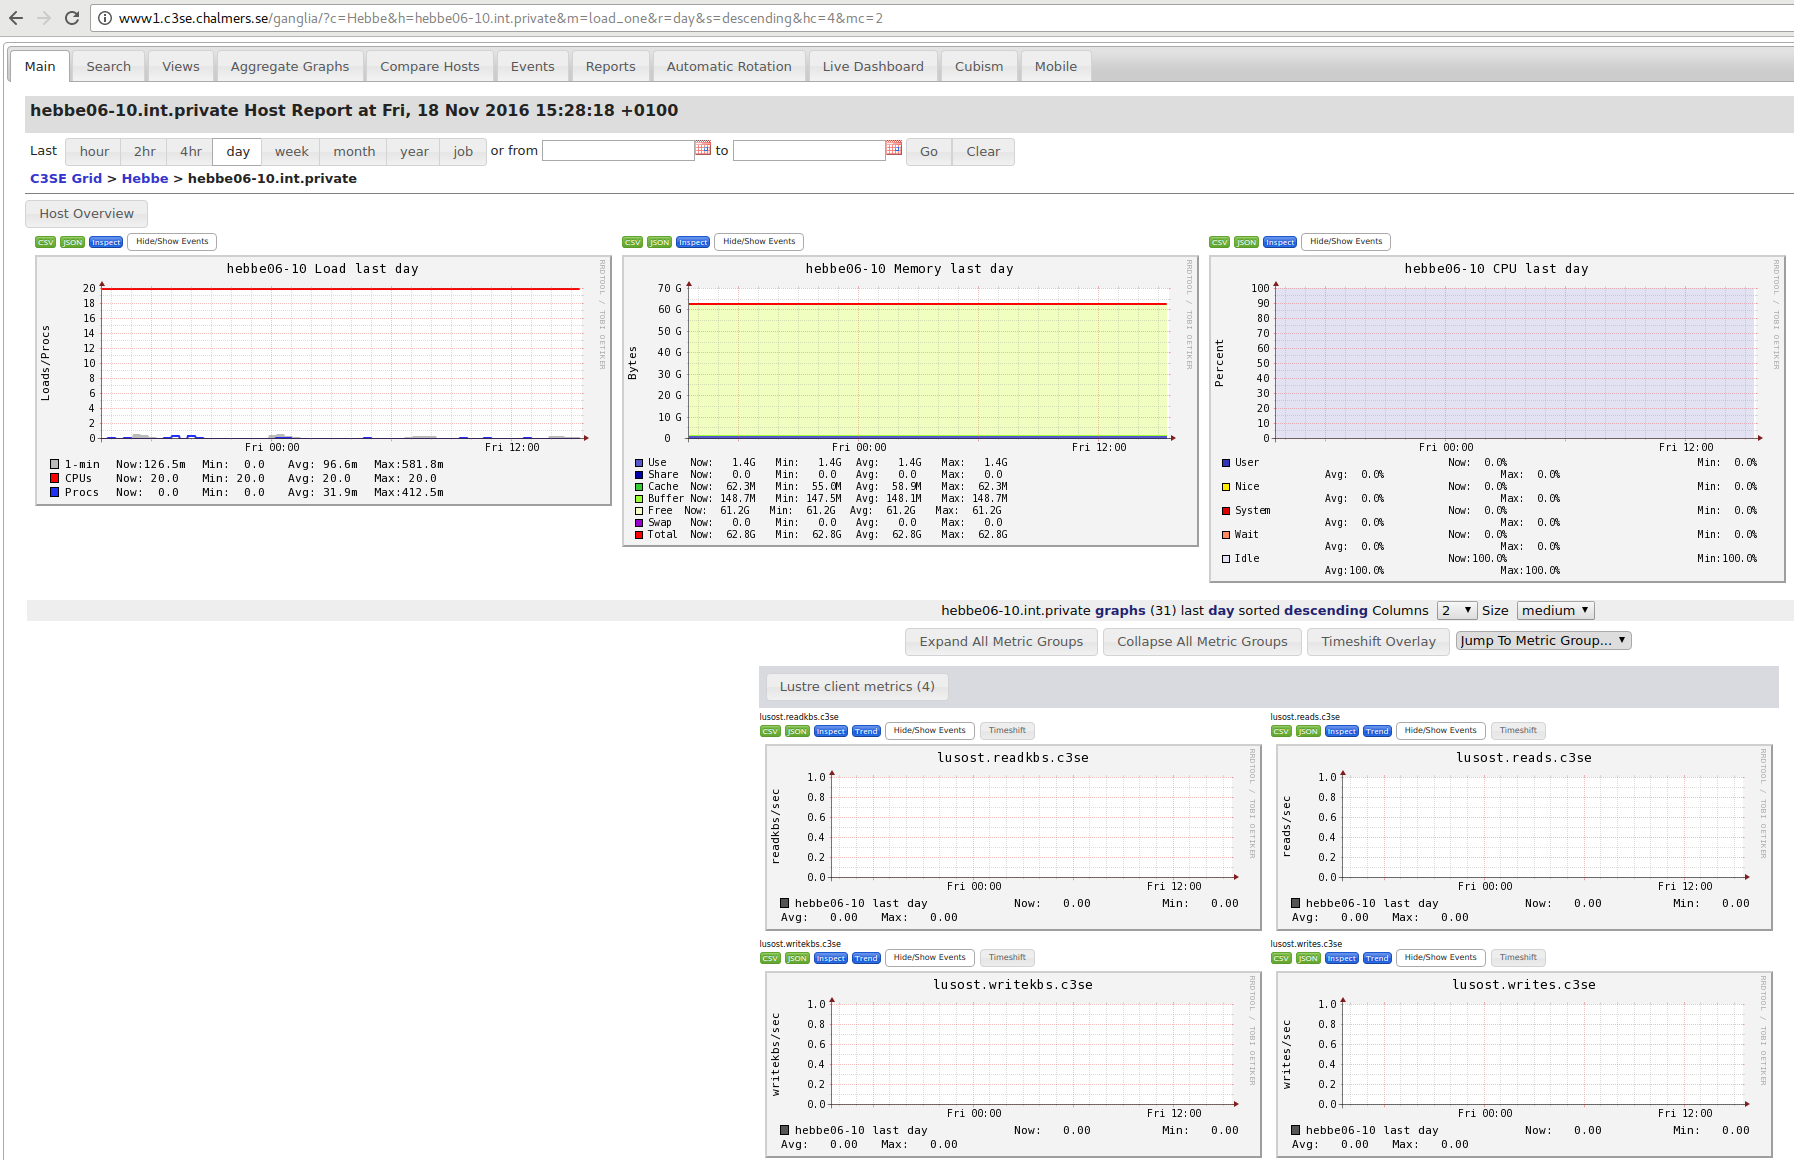 www1.c3se.chalmers.se/ganglia/?c=Hebbe&h=hebbe06-10.int.private&m=load_one&r=day&s=descending&hc=4&mc=2
Main Search Views Aggregate Graphs Compare Hosts Events Reports Automatic Rotation Live Dashboard Cubism Mobile
hebbe06-10.int.private Host Report at Fri, 18 Nov 2016 15:28:18 +0100
Last hour 2hr 4hr day week month year job or from to Go Clear
C3SE Grid > Hebbe > hebbe06-10.int.private
Host Overview
CSV JSON Inspect Hide/Show Events
hebbe06-10 Load last day
RRDTOOL / TOBI OETIKER
Loads/Procs
20
18
16
14
12
10
8
6
4
2
0
Fri 00:00 Fri 12:00
1-min Now:126.5m Min: 0.0 Avg: 96.6m Max:581.8m
CPUs Now: 20.0 Min: 20.0 Avg: 20.0 Max: 20.0
Procs Now: 0.0 Min: 0.0 Avg: 31.9m Max:412.5m
CSV JSON Inspect Hide/Show Events
hebbe06-10 Memory last day
RRDTOOL / TOBI OETIKER
Bytes
70 G
60 G
50 G
40 G
30 G
20 G
10 G
0
Fri 00:00 Fri 12:00
Use Now: 1.4G Min: 1.4G Avg: 1.4G Max: 1.4G
Share Now: 0.0 Min: 0.0 Avg: 0.0 Max: 0.0
Cache Now: 62.3M Min: 55.0M Avg: 58.9M Max: 62.3M
Buffer Now: 148.7M Min: 147.5M Avg: 148.1M Max: 148.7M
Free Now: 61.2G Min: 61.2G Avg: 61.2G Max: 61.2G
Swap Now: 0.0 Min: 0.0 Avg: 0.0 Max: 0.0
Total Now: 62.8G Min: 62.8G Avg: 62.8G Max: 62.8G
CSV JSON Inspect Hide/Show Events
hebbe06-10 CPU last day
RRDTOOL / TOBI OETIKER
Percent
100
90
80
70
60
50
40
30
20
10
0
Fri 00:00 Fri 12:00
User Now: 0.0% Min: 0.0%
Avg: 0.0% Max: 0.0%
Nice Now: 0.0% Min: 0.0%
Avg: 0.0% Max: 0.0%
System Now: 0.0% Min: 0.0%
Avg: 0.0% Max: 0.0%
Wait Now: 0.0% Min: 0.0%
Avg: 0.0% Max: 0.0%
Idle Now:100.0% Min:100.0%
Avg:100.0% Max:100.0%
hebbe06-10.int.private graphs (31) last day sorted descending Columns 2 Size medium
Expand All Metric Groups Collapse All Metric Groups Timeshift Overlay Jump To Metric Group...
Lustre client metrics (4)
lusost.readkbs.c3se
CSV JSON Inspect Trend Hide/Show Events Timeshift
lusost.readkbs.c3se
RRDTOOL / TOBI OETIKER
readkbs/sec
1.0
0.8
0.6
0.4
0.2
0.0
Fri 00:00 Fri 12:00
hebbe06-10 last day Now: 0.00 Min: 0.00
Avg: 0.00 Max: 0.00
lusost.reads.c3se
CSV JSON Inspect Trend Hide/Show Events Timeshift
lusost.reads.c3se
RRDTOOL / TOBI OETIKER
reads/sec
1.0
0.8
0.6
0.4
0.2
0.0
Fri 00:00 Fri 12:00
hebbe06-10 last day Now: 0.00 Min: 0.00
Avg: 0.00 Max: 0.00
lusost.writekbs.c3se
CSV JSON Inspect Trend Hide/Show Events Timeshift
lusost.writekbs.c3se
RRDTOOL / TOBI OETIKER
writekbs/sec
1.0
0.8
0.6
0.4
0.2
0.0
Fri 00:00 Fri 12:00
hebbe06-10 last day Now: 0.00 Min: 0.00
Avg: 0.00 Max: 0.00
lusost.writes.c3se
CSV JSON Inspect Trend Hide/Show Events Timeshift
lusost.writes.c3se
RRDTOOL / TOBI OETIKER
writes/sec
1.0
0.8
0.6
0.4
0.2
0.0
Fri 00:00 Fri 12:00
hebbe06-10 last day Now: 0.00 Min: 0.00
Avg: 0.00 Max: 0.00